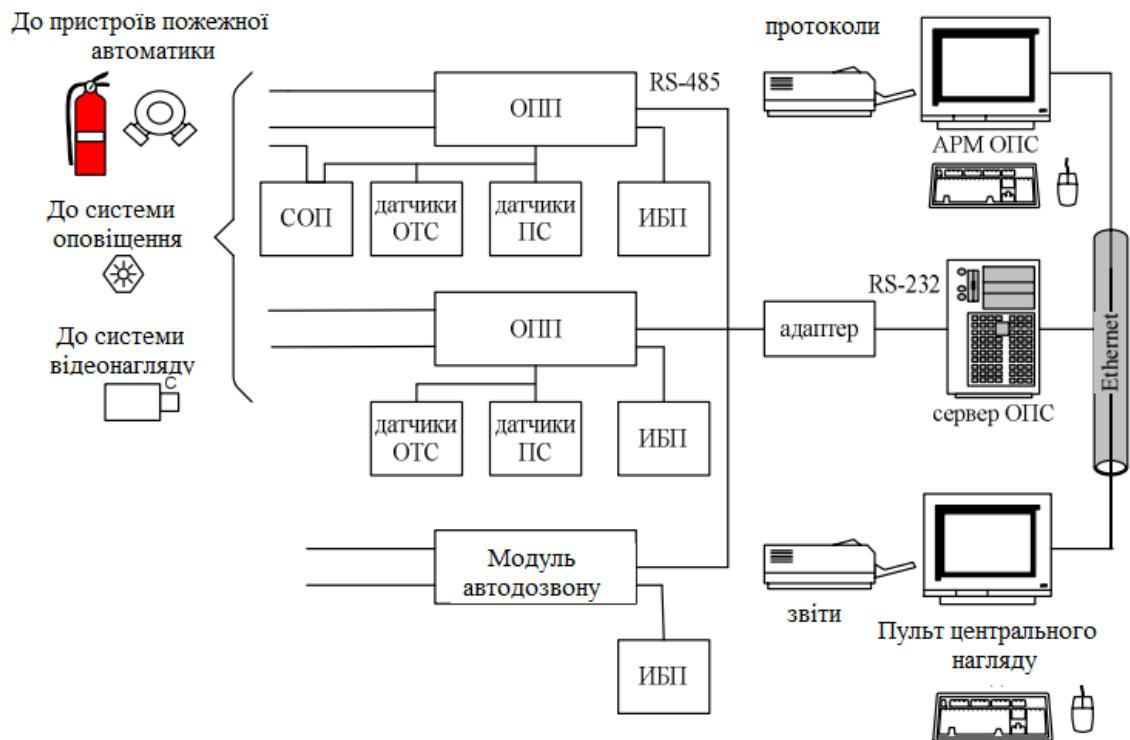 До пристроїв пожежної
автоматики
До системи
оповіщення
До системи
відеонагляду
C
ОПП
RS-485
СОП
датчики
ОТС
датчики
ПС
ИБП
ОПП
датчики
ОТС
датчики
ПС
ИБП
Модуль
автодозвону
ИБП
протоколи
АРМ ОПС
адаптер
RS-232
сервер ОПС
Ethernet
звіти
Пульт центрального
нагляду